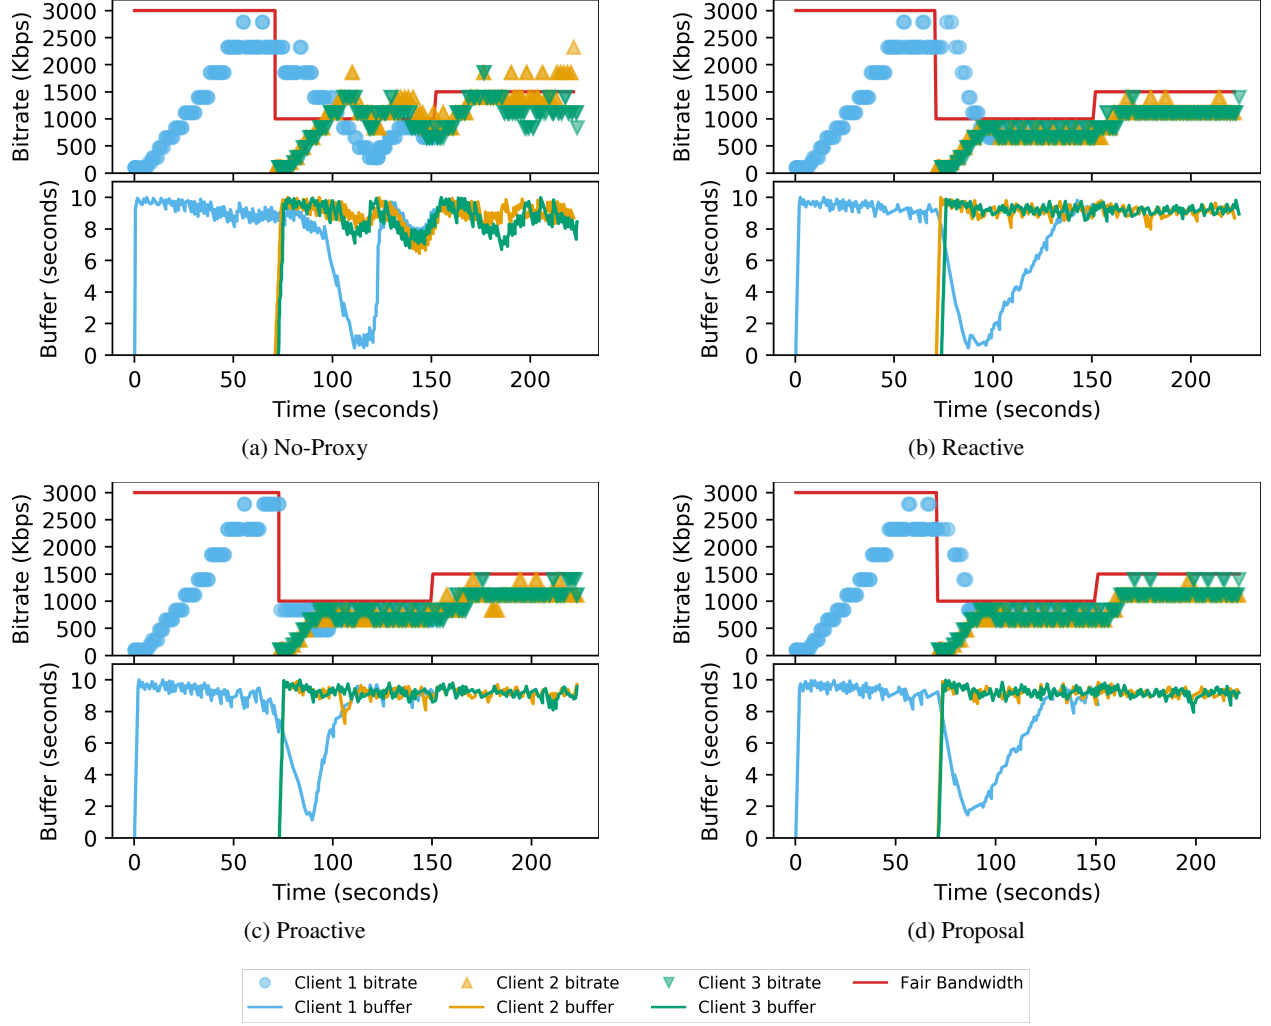 3000
2500
2000
1500
1000
500
0
Bitrate (Kbps)
10
8
6
4
2
0
Buffer (seconds)
0 50 100 150 200
Time (seconds)
(a) No-Proxy
3000
2500
2000
1500
1000
500
0
Bitrate (Kbps)
10
8
6
4
2
0
Buffer (seconds)
0 50 100 150 200
Time (seconds)
(b) Reactive
3000
2500
2000
1500
1000
500
0
Bitrate (Kbps)
10
8
6
4
2
0
Buffer (seconds)
0 50 100 150 200
Time (seconds)
(c) Proactive
3000
2500
2000
1500
1000
500
0
Bitrate (Kbps)
10
8
6
4
2
0
Buffer (seconds)
0 50 100 150 200
Time (seconds)
(d) Proposal
Client 1 bitrate Client 2 bitrate Client 3 bitrate Fair Bandwidth
Client 1 buffer Client 2 buffer Client 3 buffer